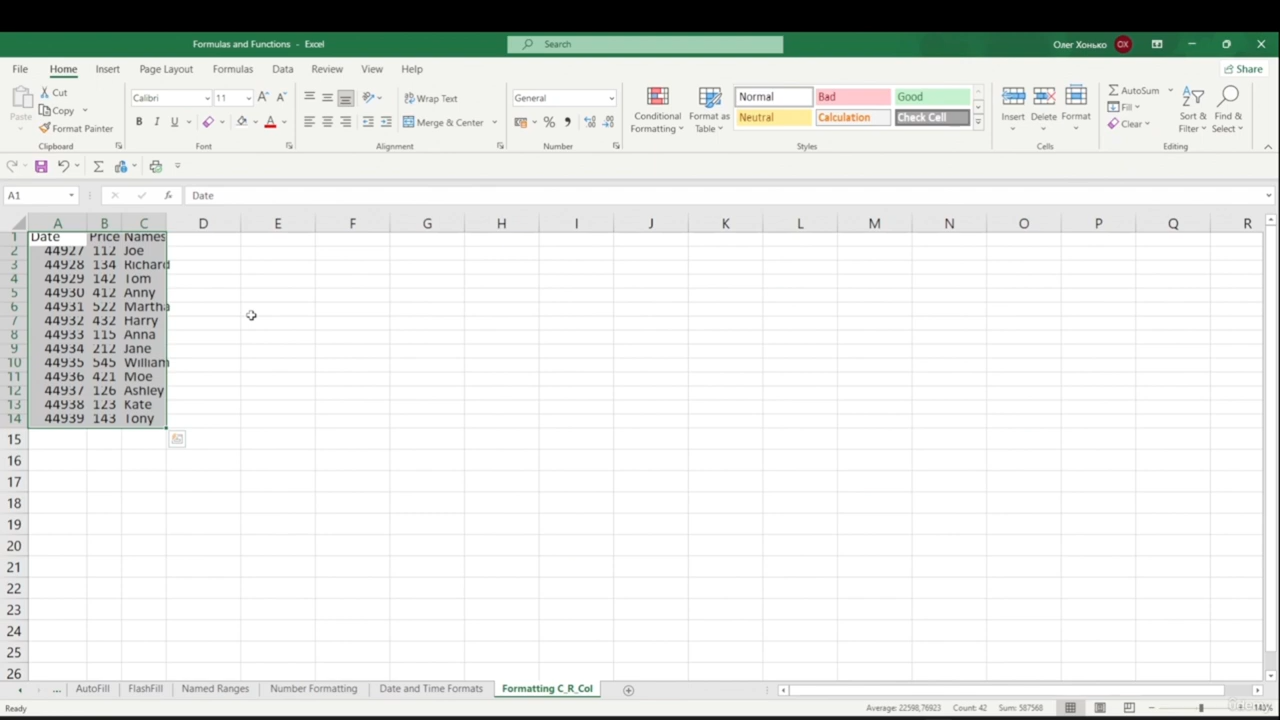 Formulas and Functions - Excel
Search
Олег Хонько
ОХ
File Home Insert Page Layout Formulas Data Review View Help
Share
Paste
Cut
Copy
Format Painter
Clipboard
Calibri 11
B I U
Font
Wrap Text
Merge & Center
Alignment
General
Number
Conditional Formatting
Format as Table
Normal Bad Good
Neutral Calculation Check Cell
Styles
Insert Delete Format
Cells
AutoSum
Fill
Clear
Sort & Filter
Find & Select
Editing
A1
fx
Date
A B C D E F G H I J K L M N O P Q R
1 Date Price Names
2 44927 112 Joe
3 44928 134 Richard
4 44929 142 Tom
5 44930 412 Anny
6 44931 522 Martha
7 44932 432 Harry
8 44933 115 Anna
9 44934 212 Jane
10 44935 545 William
11 44936 421 Moe
12 44937 126 Ashley
13 44938 123 Kate
14 44939 143 Tony
15
16
17
18
19
20
21
22
23
24
25
26
... AutoFill FlashFill Named Ranges Number Formatting Date and Time Formats Formatting C_R_Col
Ready
Average: 22598,76923 Count: 42 Sum: 587568
145%